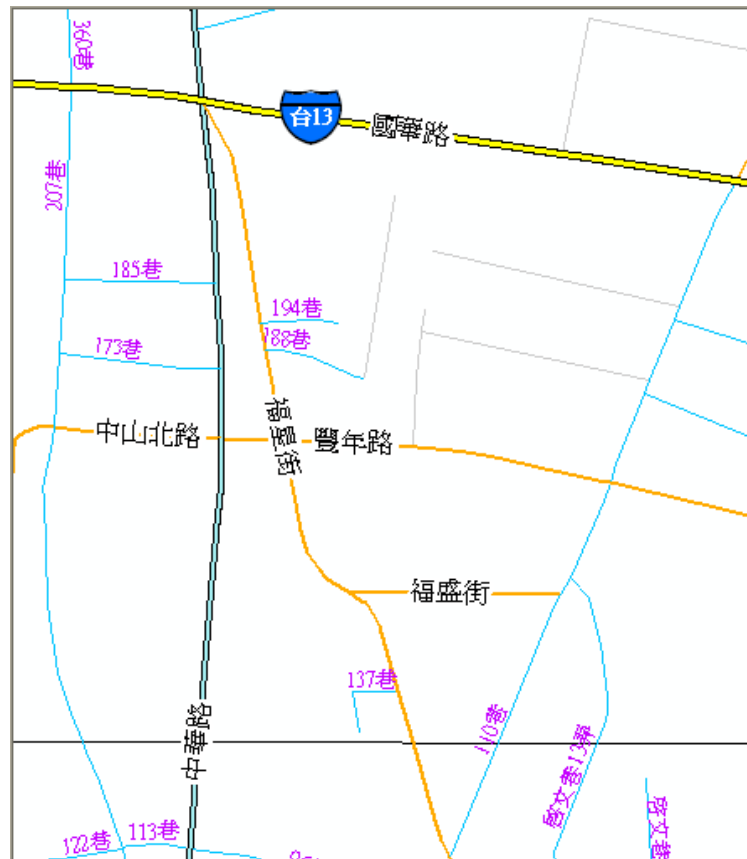 360巷
台13
國華路
207巷
185巷
194巷
188巷
173巷
中山北路
福星街
豐年路
福盛街
137巷
110巷
中華路
啓文巷13弄
啓文巷
113巷
122巷